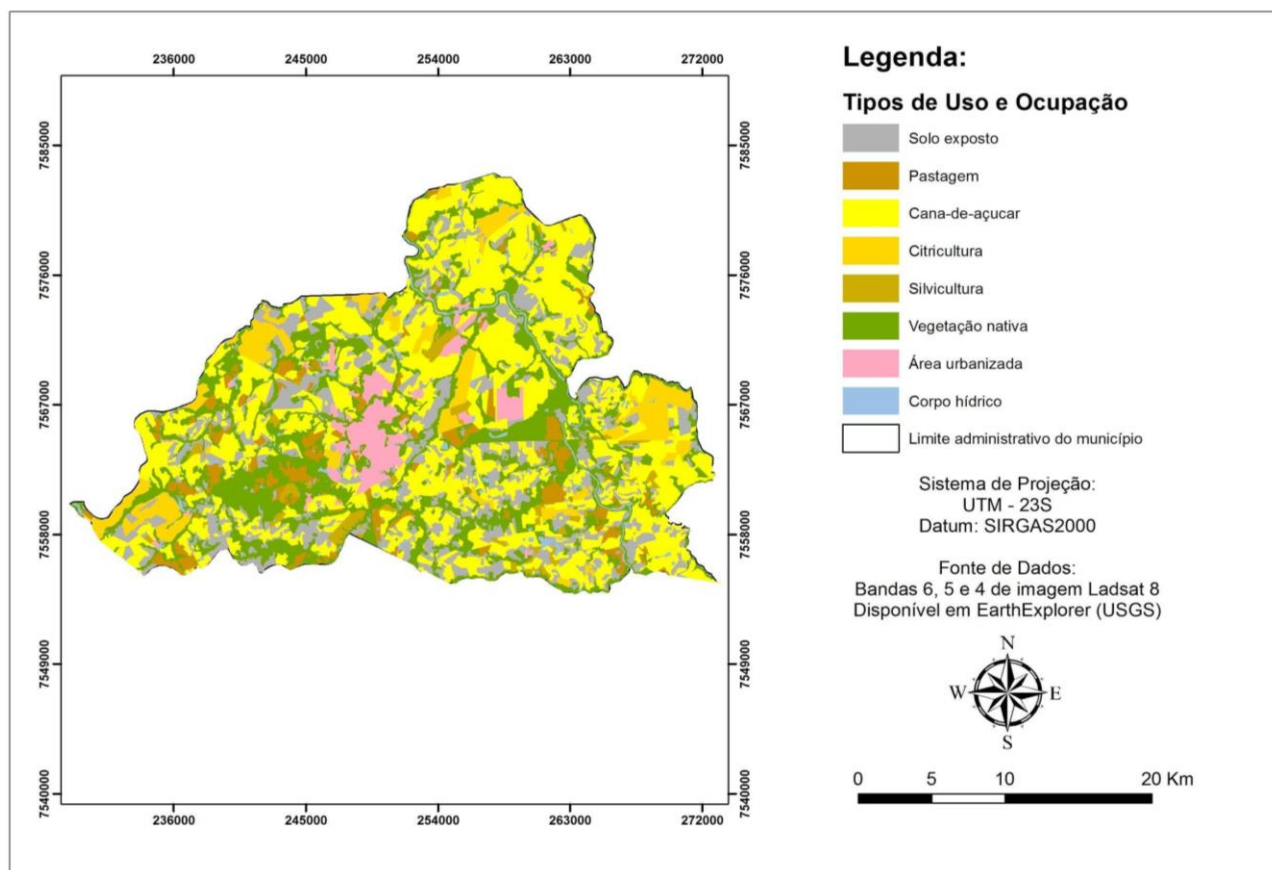 236000 245000 254000 263000 272000
7585000
7576000
7567000
7558000
7549000
7540000
7585000
7576000
7567000
7558000
7549000
7540000
236000 245000 254000 263000 272000
Legenda:
Tipos de Uso e Ocupação
Solo exposto
Pastagem
Cana-de-açucar
Citricultura
Silvicultura
Vegetação nativa
Área urbanizada
Corpo hídrico
Limite administrativo do município
Sistema de Projeção:
UTM - 23S
Datum: SIRGAS2000
Fonte de Dados:
Bandas 6, 5 e 4 de imagem Ladsat 8
Disponível em EarthExplorer (USGS)
N
W E
S
0 5 10 20 Km